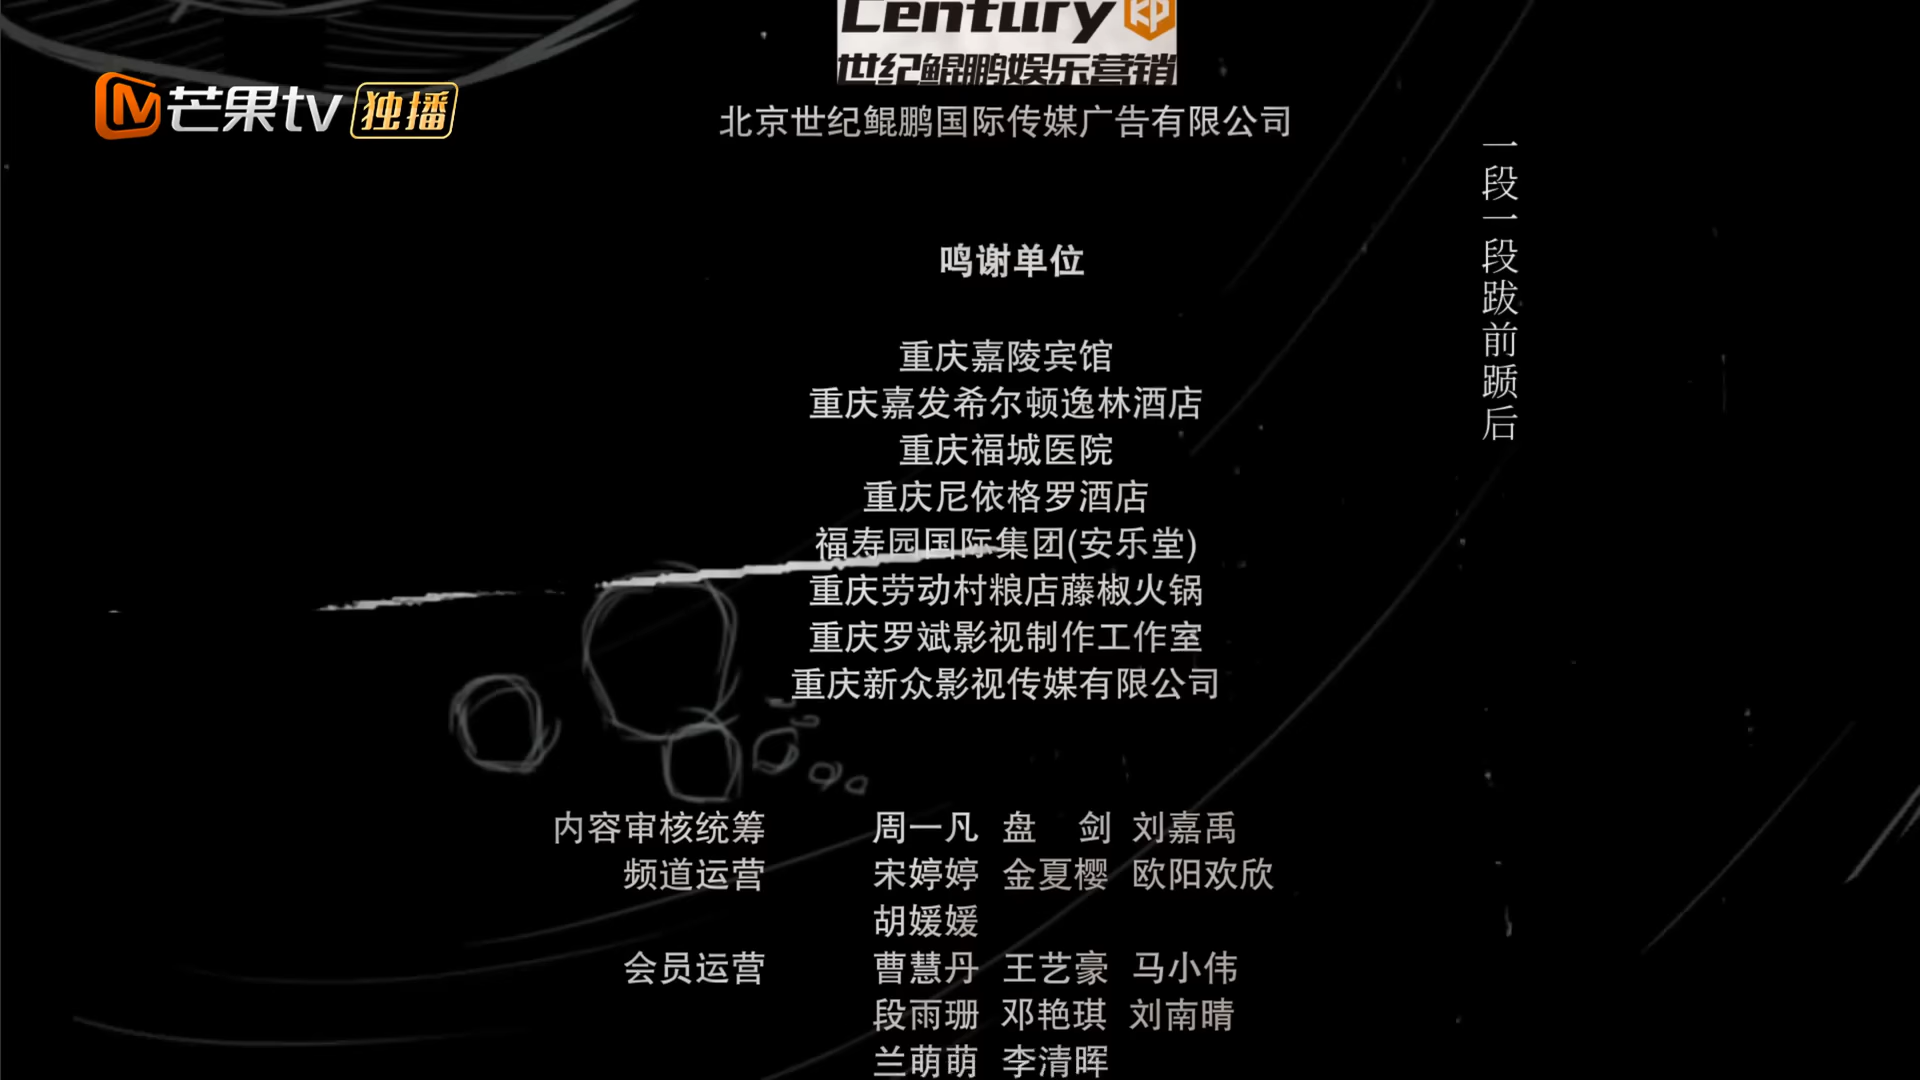 Century KP
世纪鲲鹏娱乐营销
芒果tv 独播
北京世纪鲲鹏国际传媒广告有限公司
一段一段跋前踬后
鸣谢单位
重庆嘉陵宾馆
重庆嘉发希尔顿逸林酒店
重庆福城医院
重庆尼依格罗酒店
福寿园国际集团(安乐堂)
重庆劳动村粮店藤椒火锅
重庆罗斌影视制作工作室
重庆新众影视传媒有限公司
内容审核统筹 周一凡 盘 剑 刘嘉禹
频道运营 宋婷婷 金夏樱 欧阳欢欣
胡媛媛
会员运营 曹慧丹 王艺豪 马小伟
段雨珊 邓艳琪 刘南晴
兰萌萌 李清晖